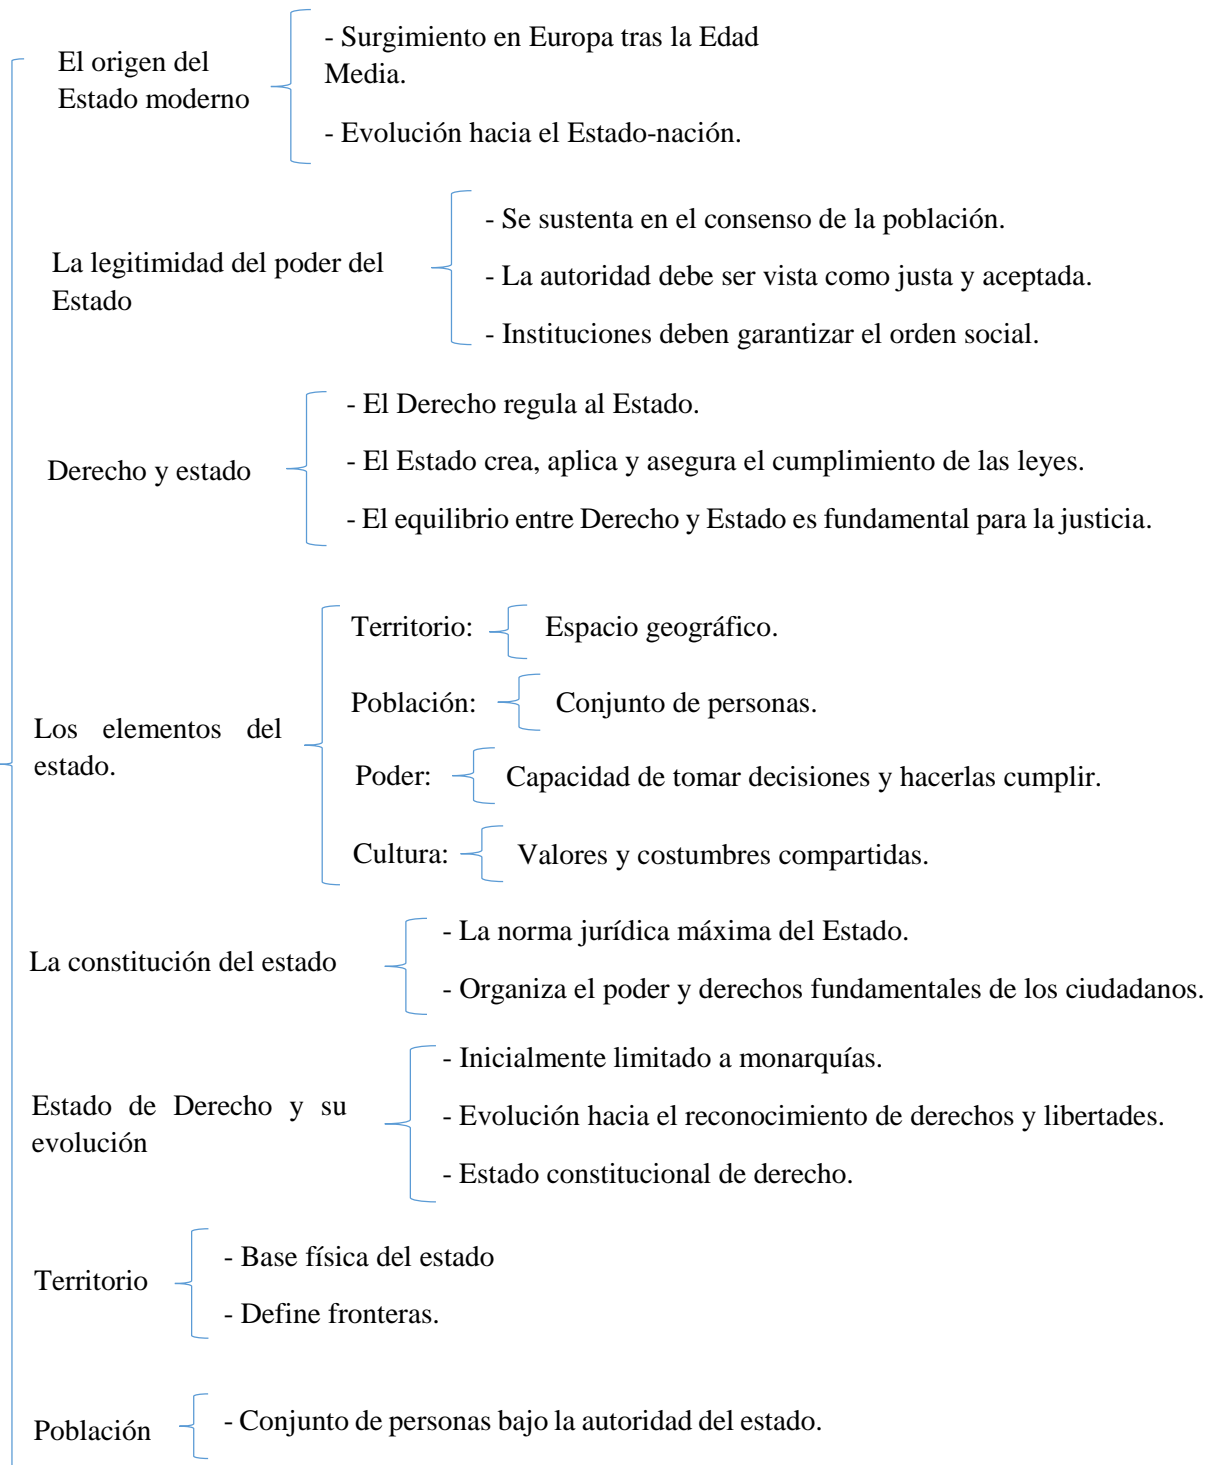 El origen del
Estado moderno
- Surgimiento en Europa tras la Edad
Media.
- Evolución hacia el Estado-nación.
La legitimidad del poder del
Estado
- Se sustenta en el consenso de la población.
- La autoridad debe ser vista como justa y aceptada.
- Instituciones deben garantizar el orden social.
Derecho y estado
- El Derecho regula al Estado.
- El Estado crea, aplica y asegura el cumplimiento de las leyes.
- El equilibrio entre Derecho y Estado es fundamental para la justicia.
Los elementos del
estado.
Territorio:
Espacio geográfico.
Población:
Conjunto de personas.
Poder:
Capacidad de tomar decisiones y hacerlas cumplir.
Cultura:
Valores y costumbres compartidas.
La constitución del estado
- La norma jurídica máxima del Estado.
- Organiza el poder y derechos fundamentales de los ciudadanos.
Estado de Derecho y su
evolución
- Inicialmente limitado a monarquías.
- Evolución hacia el reconocimiento de derechos y libertades.
- Estado constitucional de derecho.
Territorio
- Base física del estado
- Define fronteras.
Población
- Conjunto de personas bajo la autoridad del estado.